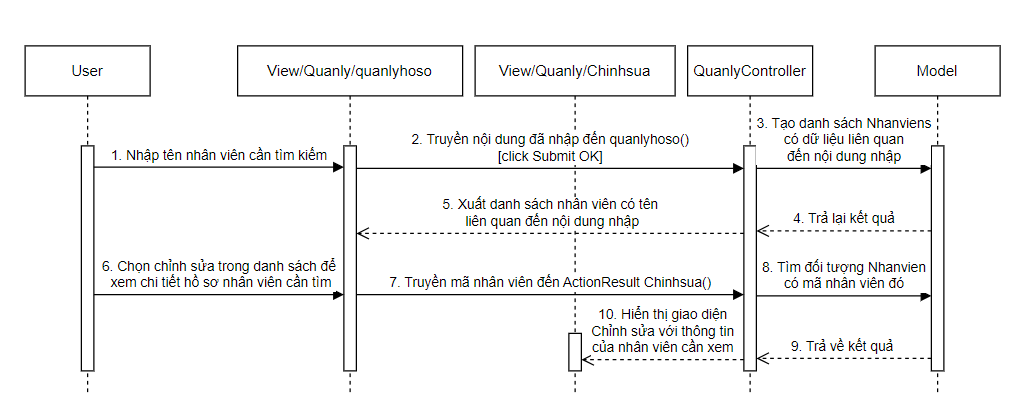 User
View/Quanly/quanlyhoso
View/Quanly/Chinhsua
QuanlyController
Model
1. Nhập tên nhân viên cần tìm kiếm
2. Truyền nội dung đã nhập đến quanlyhoso()
[click Submit OK]
3. Tạo danh sách Nhanviens
có dữ liệu liên quan
đến nội dung nhập
4. Trả lại kết quả
5. Xuất danh sách nhân viên có tên
liên quan đến nội dung nhập
6. Chọn chỉnh sửa trong danh sách để
xem chi tiết hồ sơ nhân viên cần tìm
7. Truyền mã nhân viên đến ActionResult Chinhsua()
8. Tìm đối tượng Nhanvien
có mã nhân viên đó
9. Trả về kết quả
10. Hiển thị giao diện
Chỉnh sửa với thông tin
của nhân viên cần xem